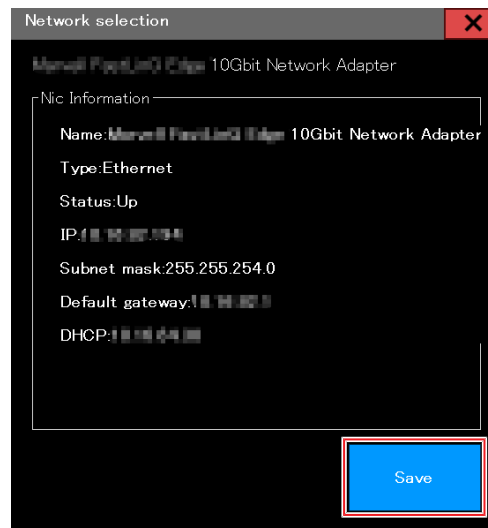 Network selection
10Gbit Network Adapter
Nic Information
Name: 10Gbit Network Adapter
Type:Ethernet
Status:Up
IP:
Subnet mask:255.255.254.0
Default gateway:
DHCP:
Save